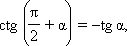 ctg (π/2 + α) = −tg α,